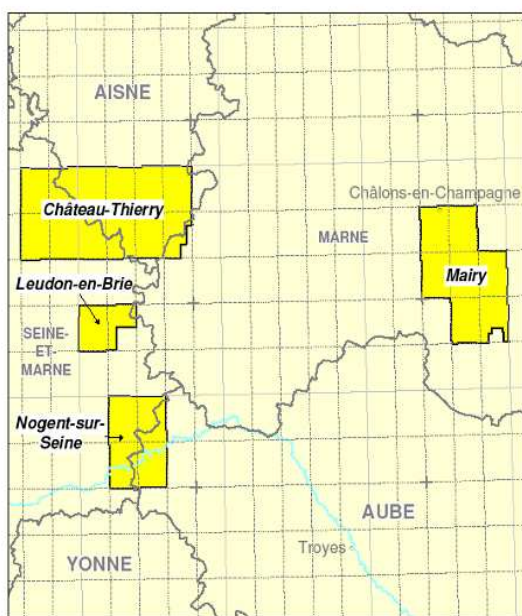 AISNE
Châlons-en-Champagne
Château-Thierry
MARNE
Mairy
Leudon-en-Brie
SEINE-
ET-
MARNE
Nogent-sur-
Seine
AUBE
Troyes
YONNE